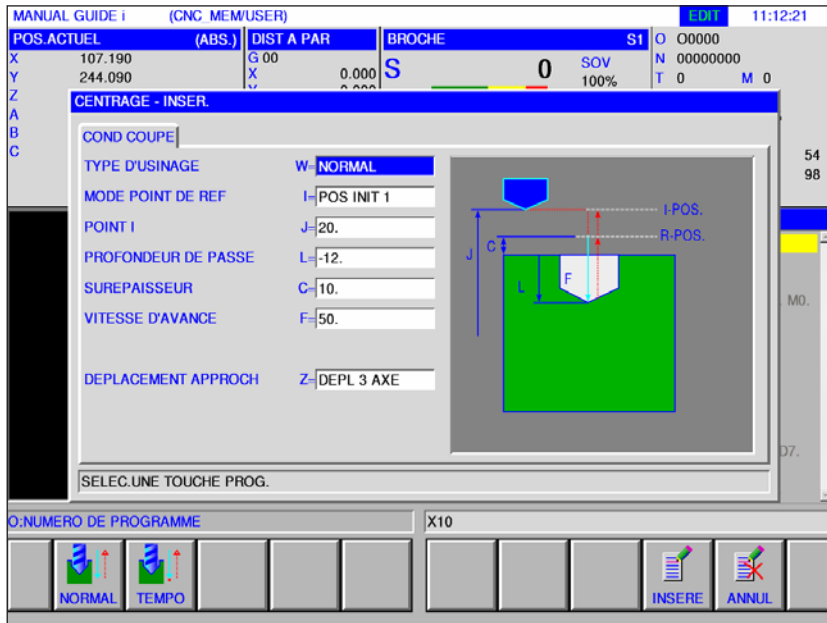 MANUAL GUIDE i (CNC_MEM/USER) EDIT 11:12:21
POS.ACTUEL (ABS.) DIST A PAR BROCHE S1 O O0000
X 107.190 G 00 S 0 SOV N 00000000
Y 244.090 X 0.000 100% T 0 M 0
Z
A
B
C
54
98
CENTRAGE - INSER.
COND COUPE
TYPE D'USINAGE W=NORMAL
MODE POINT DE REF I=POS INIT 1
POINT I J=20.
PROFONDEUR DE PASSE L=-12.
SUREPAISSEUR C=10.
VITESSE D'AVANCE F=50.
DEPLACEMENT APPROCH Z=DEPL 3 AXE
I-POS.
R-POS.
J
C
L
F
M0.
D7.
SELEC.UNE TOUCHE PROG.
O:NUMERO DE PROGRAMME X10
NORMAL TEMPO INSERE ANNUL